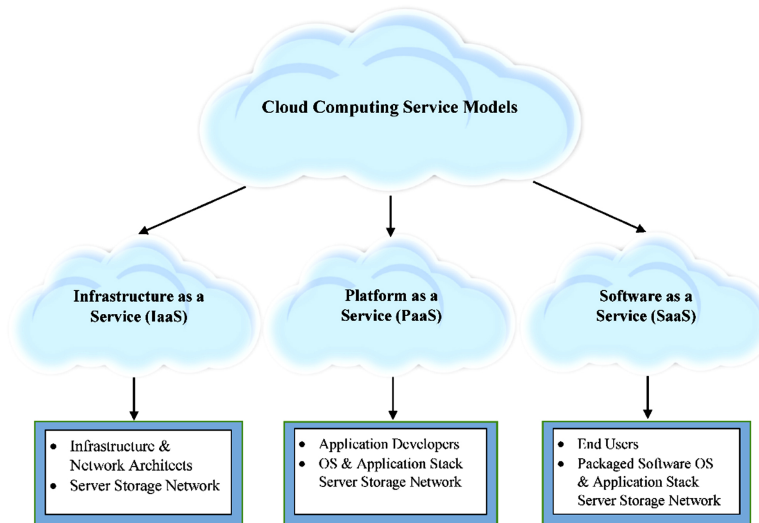 Cloud Computing Service Models
Infrastructure as a
Service (IaaS)
Platform as a
Service (PaaS)
Software as a
Service (SaaS)
• Infrastructure &
Network Architects
• Server Storage Network
• Application Developers
• OS & Application Stack
Server Storage Network
• End Users
• Packaged Software OS
& Application Stack
Server Storage Network